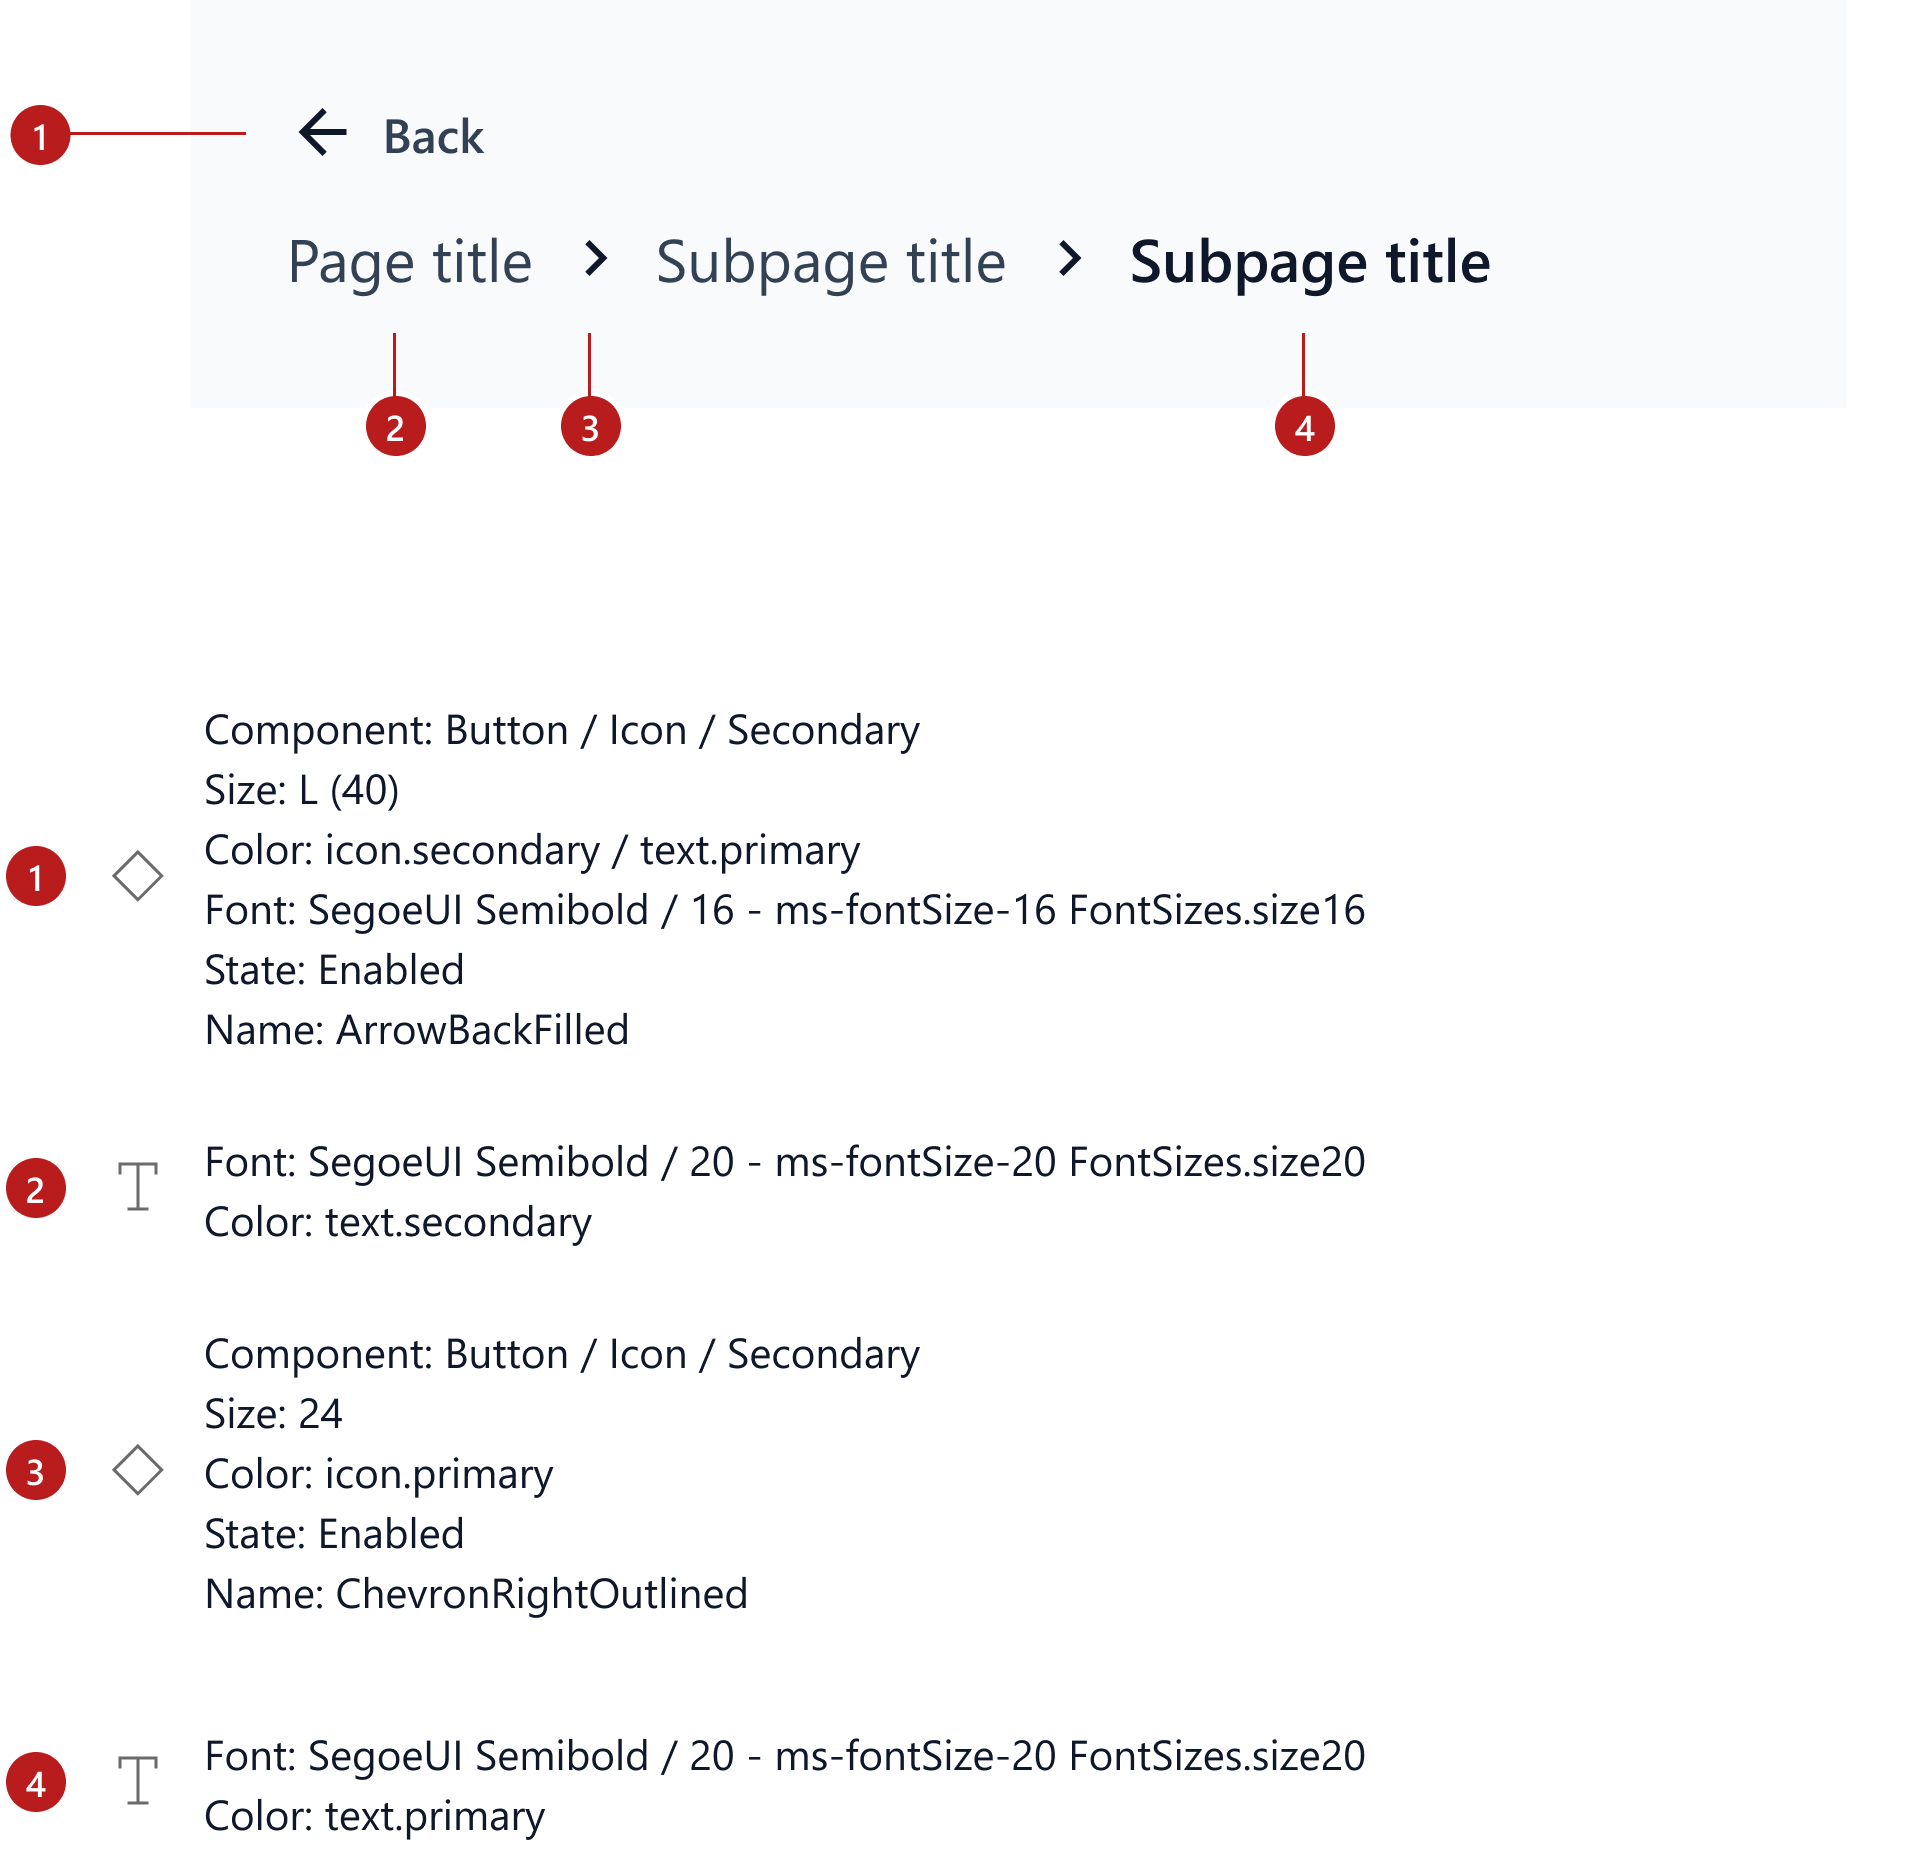 1
Back
Page title > Subpage title > Subpage title
2 3 4
Component: Button / Icon / Secondary
Size: L (40)
Color: icon.secondary / text.primary
1
Font: SegoeUI Semibold / 16 - ms-fontSize-16 FontSizes.size16
State: Enabled
Name: ArrowBackFilled
2
Font: SegoeUI Semibold / 20 - ms-fontSize-20 FontSizes.size20
Color: text.secondary
Component: Button / Icon / Secondary
Size: 24
3
Color: icon.primary
State: Enabled
Name: ChevronRightOutlined
4
Font: SegoeUI Semibold / 20 - ms-fontSize-20 FontSizes.size20
Color: text.primary